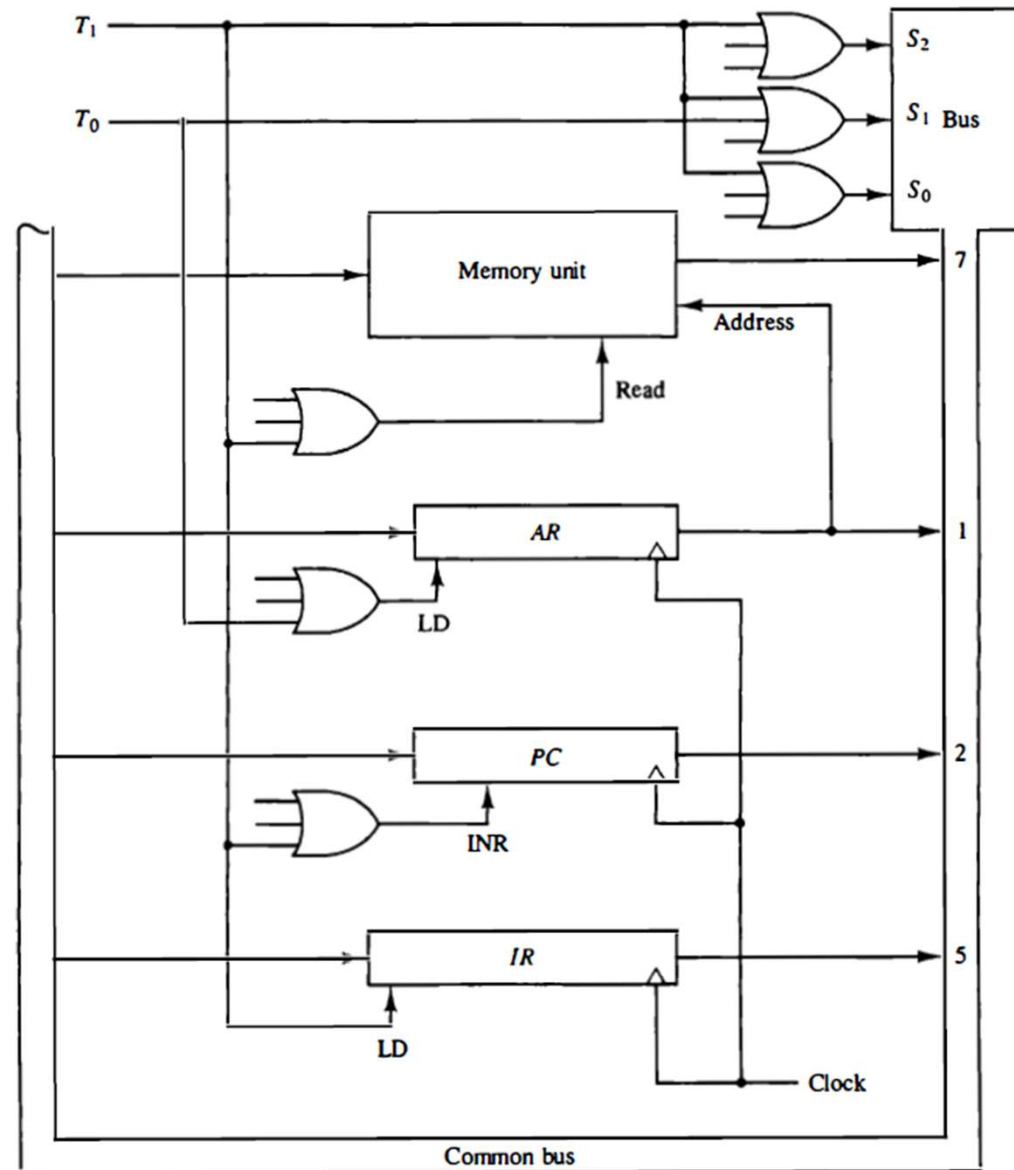 T1
S2
T0
S1 Bus
S0
Memory unit
7
Address
Read
AR
1
LD
PC
2
INR
IR
5
LD
Clock
Common bus